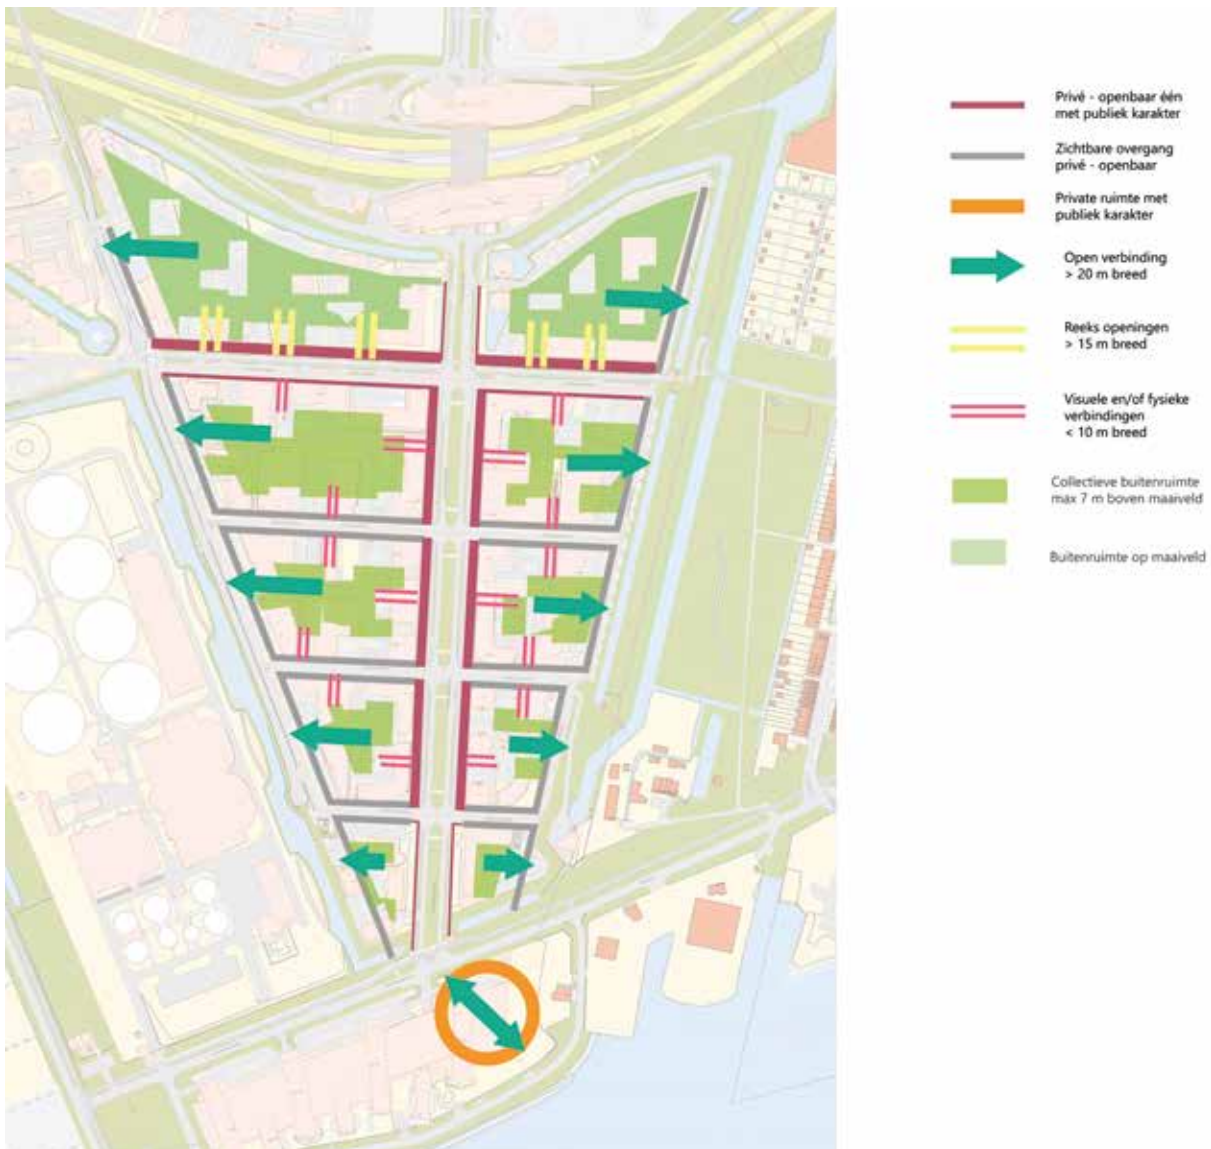 Privé - openbaar één
met publiek karakter
Zichtbare overgang
privé - openbaar
Private ruimte met
publiek karakter
Open verbinding
> 20 m breed
Reeks openingen
> 15 m breed
Visuele en/of fysieke
verbindingen
< 10 m breed
Collectieve buitenruimte
max 7 m boven maaiveld
Buitenruimte op maaiveld